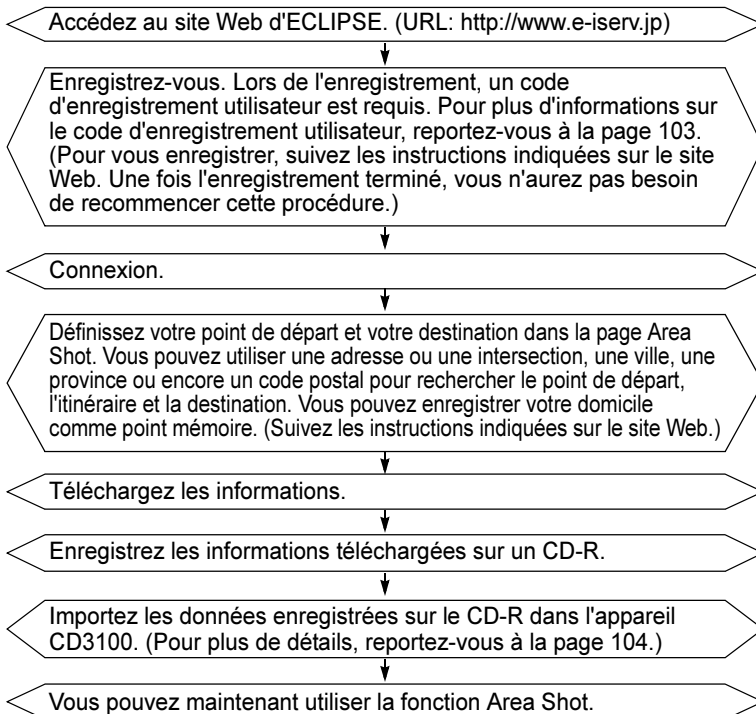 Accédez au site Web d'ECLIPSE. (URL: http://www.e-iserv.jp)
Enregistrez-vous. Lors de l'enregistrement, un code
d'enregistrement utilisateur est requis. Pour plus d'informations sur
le code d'enregistrement utilisateur, reportez-vous à la page 103.
(Pour vous enregistrer, suivez les instructions indiquées sur le site
Web. Une fois l'enregistrement terminé, vous n'aurez pas besoin
de recommencer cette procédure.)
Connexion.
Définissez votre point de départ et votre destination dans la page Area
Shot. Vous pouvez utiliser une adresse ou une intersection, une ville, une
province ou encore un code postal pour rechercher le point de départ,
l'itinéraire et la destination. Vous pouvez enregistrer votre domicile
comme point mémoire. (Suivez les instructions indiquées sur le site Web.)
Téléchargez les informations.
Enregistrez les informations téléchargées sur un CD-R.
Importez les données enregistrées sur le CD-R dans l'appareil
CD3100. (Pour plus de détails, reportez-vous à la page 104.)
Vous pouvez maintenant utiliser la fonction Area Shot.